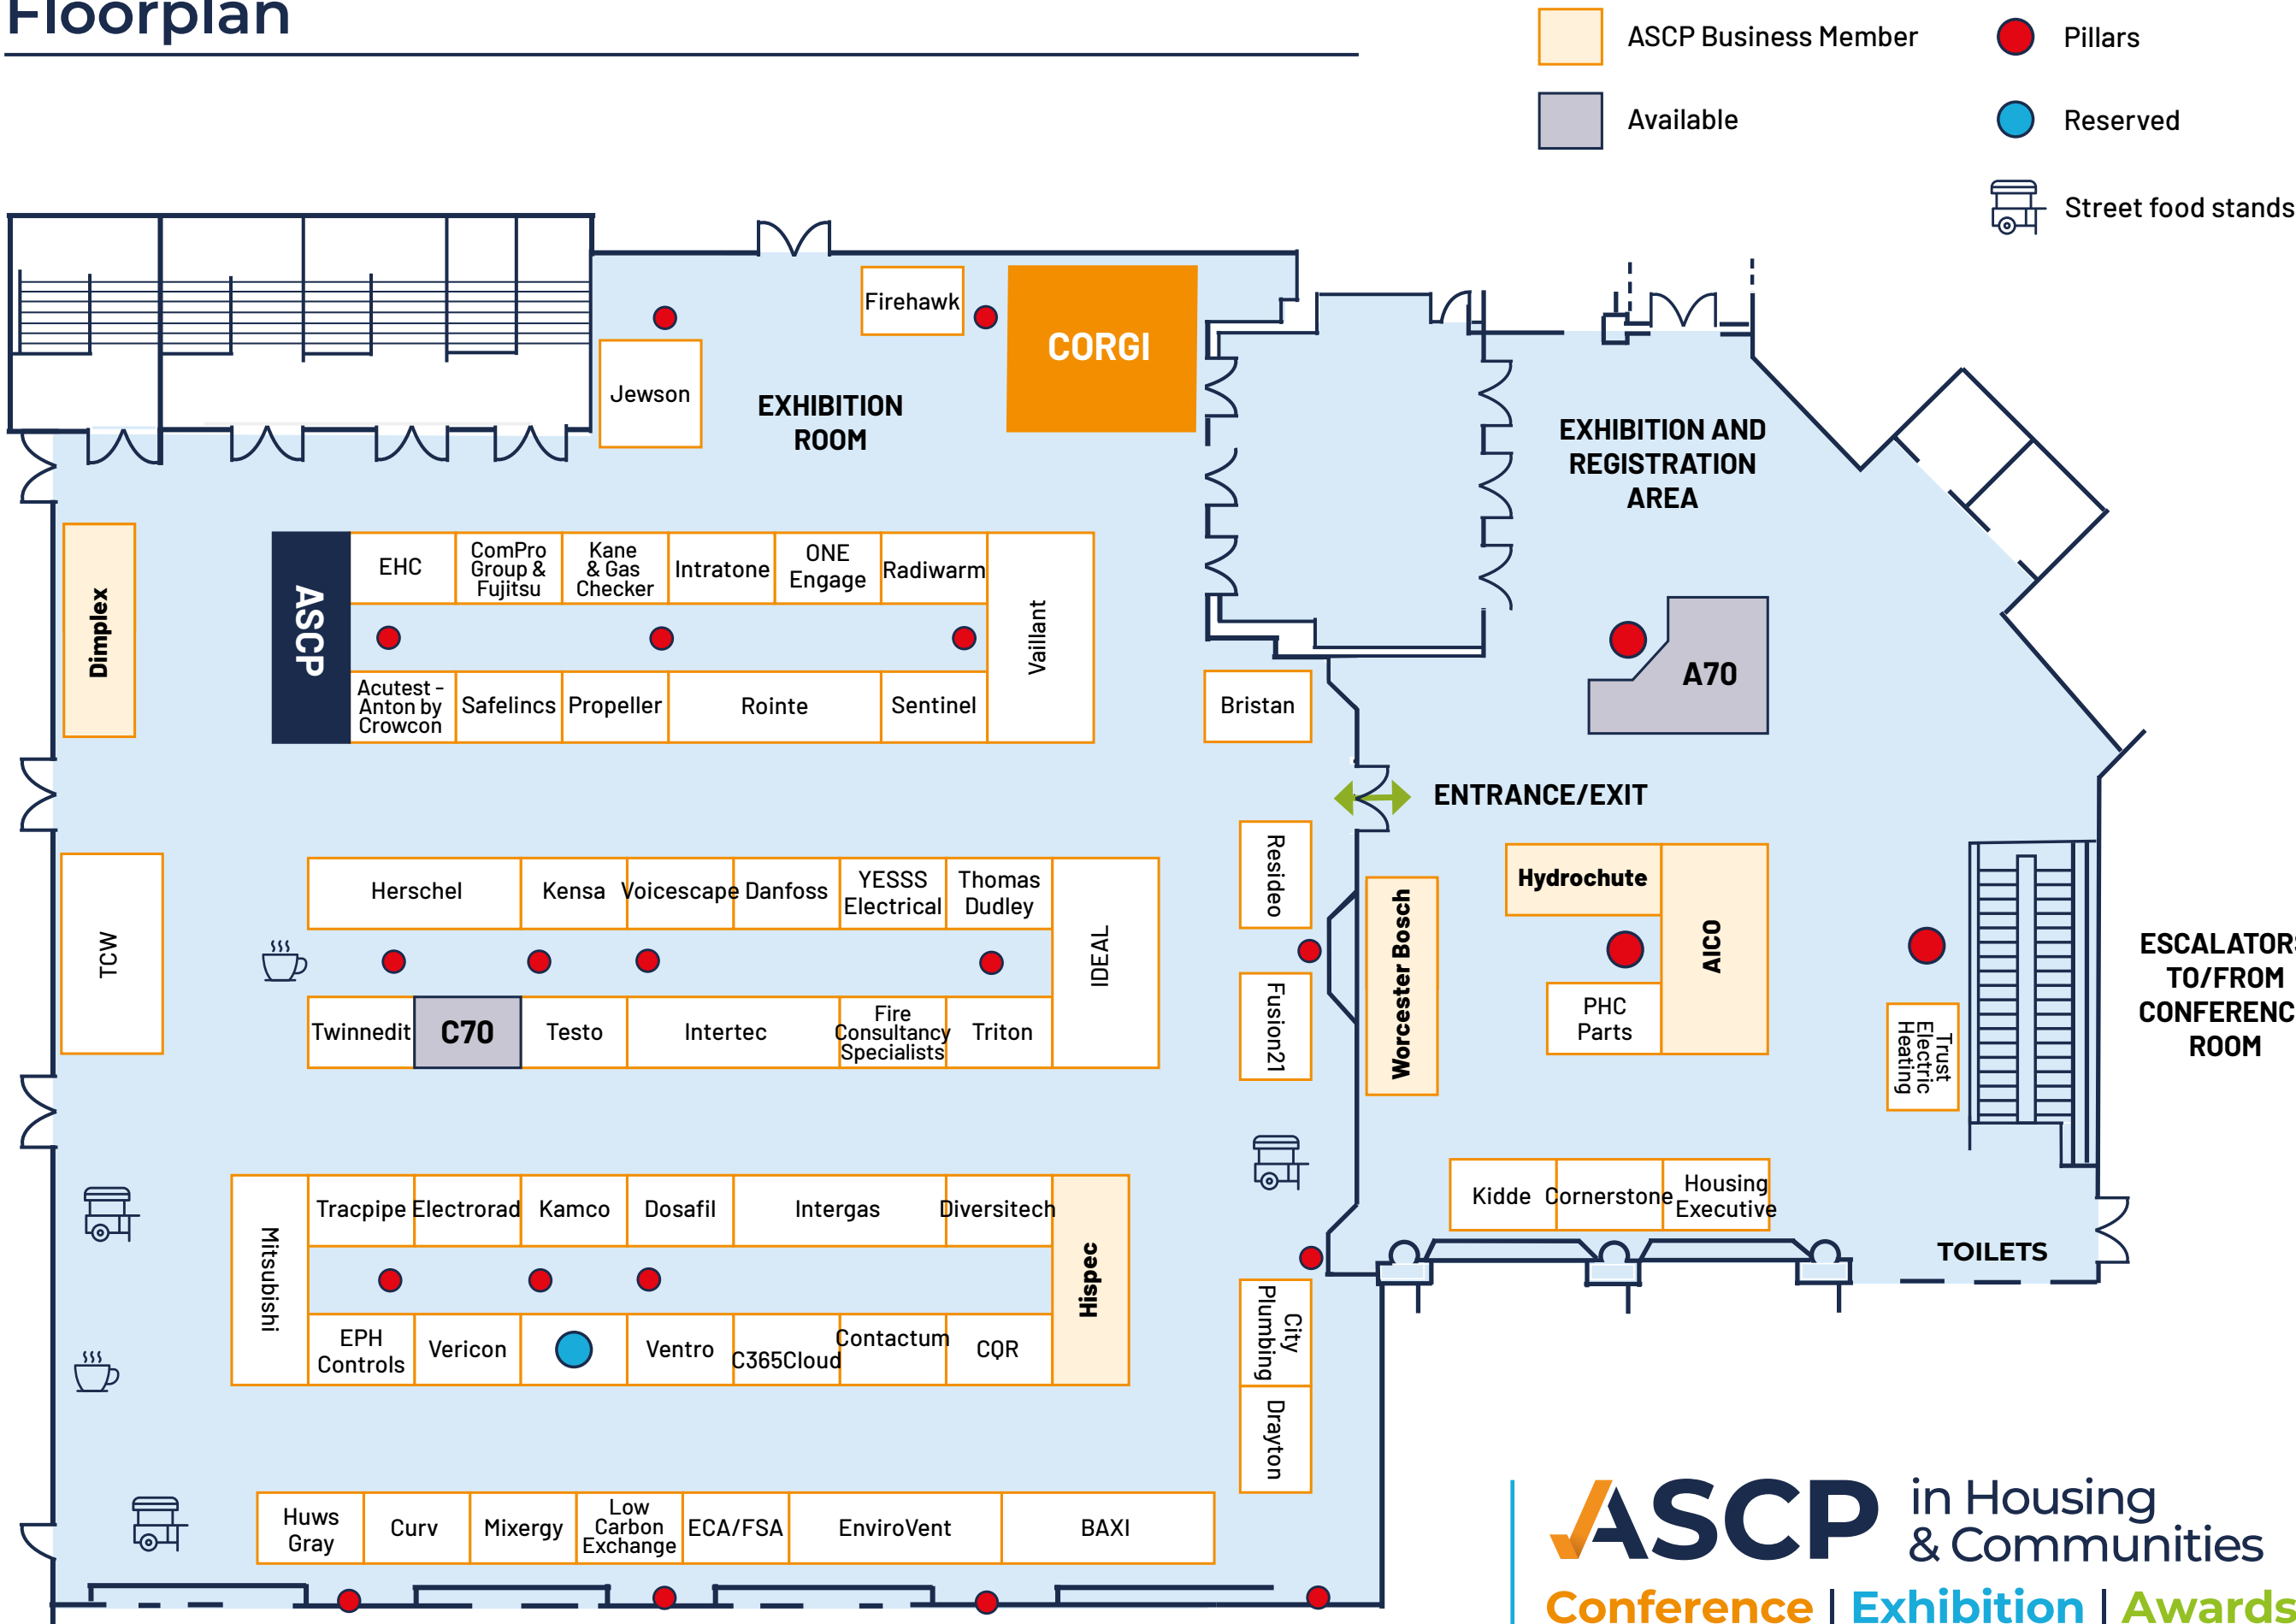 Floorplan
ASCP Business Member
Pillars
Available
Reserved
Street food stands
Firehawk
CORGI
Jewson
EXHIBITION
ROOM
EXHIBITION AND
REGISTRATION
AREA
Dimplex
ASCP
EHC
ComPro
Group &
Fujitsu
Kane
& Gas
Checker
Intratone
ONE
Engage
Radiwarm
Vaillant
Acutest -
Anton by
Crowcon
Safelincs
Propeller
Rointe
Sentinel
Bristan
A70
ENTRANCE/EXIT
TCW
Herschel
Kensa
Voicescape
Danfoss
YESSS
Electrical
Thomas
Dudley
IDEAL
Resideo
Fusion21
Worcester Bosch
Hydrochute
AICO
PHC
Parts
Trust
Electric
Heating
ESCALATORS
TO/FROM
CONFERENC
ROOM
Twinnedit
C70
Testo
Intertec
Fire
Consultancy
Specialists
Triton
Mitsubishi
Tracpipe
Electrorad
Kamco
Dosafil
Intergas
Diversitech
Hispec
Kidde
Cornerstone
Housing
Executive
TOILETS
EPH
Controls
Vericon
Ventro
C365Cloud
Contactum
CQR
City
Plumbing
Drayton
Huws
Gray
Curv
Mixergy
Low
Carbon
Exchange
ECA/FSA
EnviroVent
BAXI
ASCP in Housing
& Communities
Conference | Exhibition | Awards